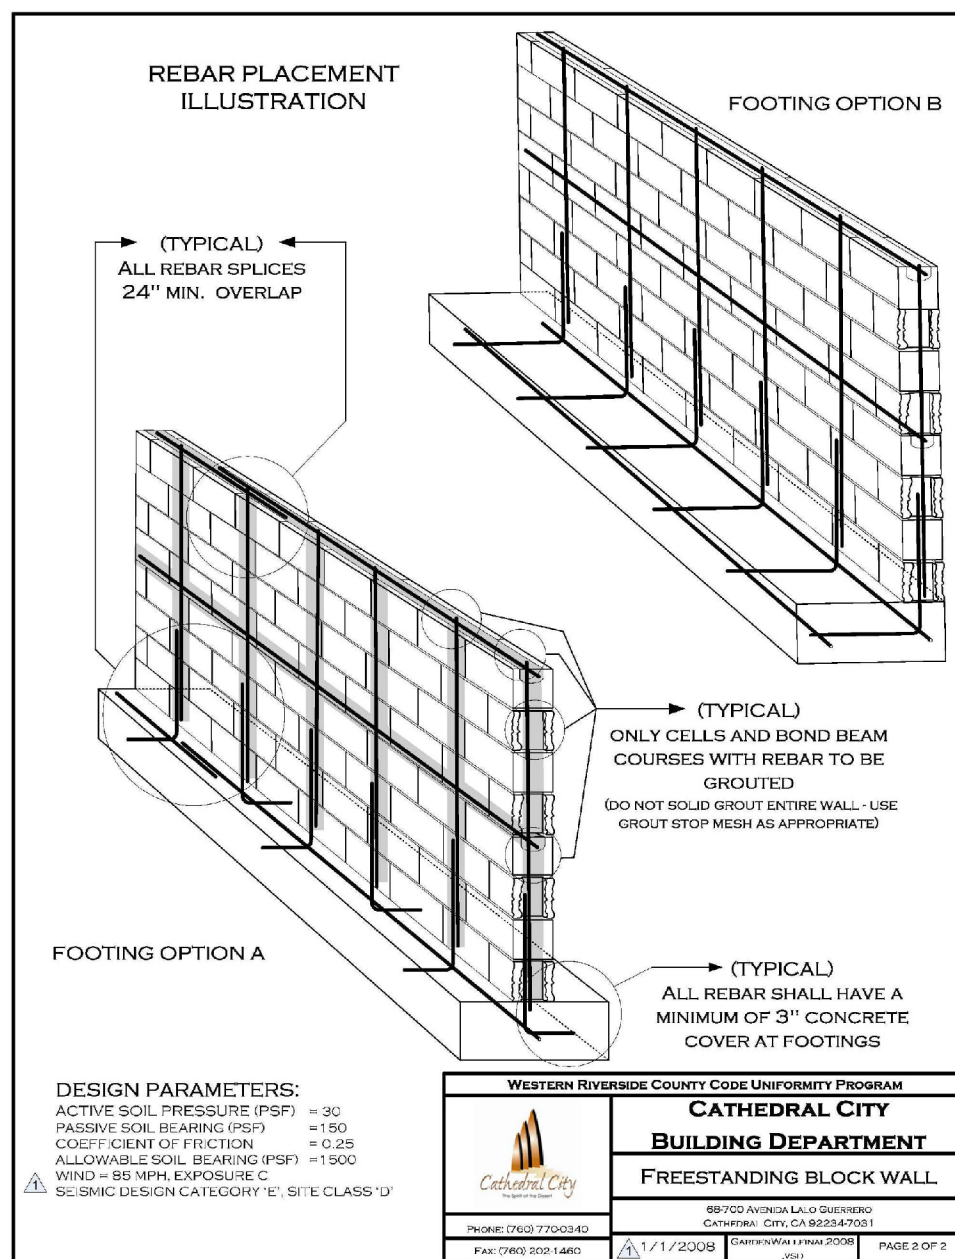 REBAR PLACEMENT
ILLUSTRATION
FOOTING OPTION B
(TYPICAL)
ALL REBAR SPLICES
24" MIN. OVERLAP
(TYPICAL)
ONLY CELLS AND BOND BEAM
COURSES WITH REBAR TO BE
GROUTED
(DO NOT SOLID GROUT ENTIRE WALL - USE
GROUT STOP MESH AS APPROPRIATE)
FOOTING OPTION A
(TYPICAL)
ALL REBAR SHALL HAVE A
MINIMUM OF 3" CONCRETE
COVER AT FOOTINGS
DESIGN PARAMETERS:
ACTIVE SOIL PRESSURE (PSF) = 30
PASSIVE SOIL BEARING (PSF) =150
COEFFICIENT OF FRICTION = 0.25
ALLOWABLE SOIL BEARING (PSF) =1500
WIND = 85 MPH, EXPOSURE C
1 SEISMIC DESIGN CATEGORY 'E', SITE CLASS 'D'
WESTERN RIVERSIDE COUNTY CODE UNIFORMITY PROGRAM
Cathedral City
The Spirit of the Desert
PHONE: (760) 770-0340
FAX: (760) 202-1460
CATHEDRAL CITY
BUILDING DEPARTMENT
FREESTANDING BLOCK WALL
68-700 AVENIDA LALO GUERRERO
CATHEDRAL CITY, CA 92234-7031
1 1/1/2008
GARDENWALLFINAL2008
.VSD
PAGE 2 OF 2